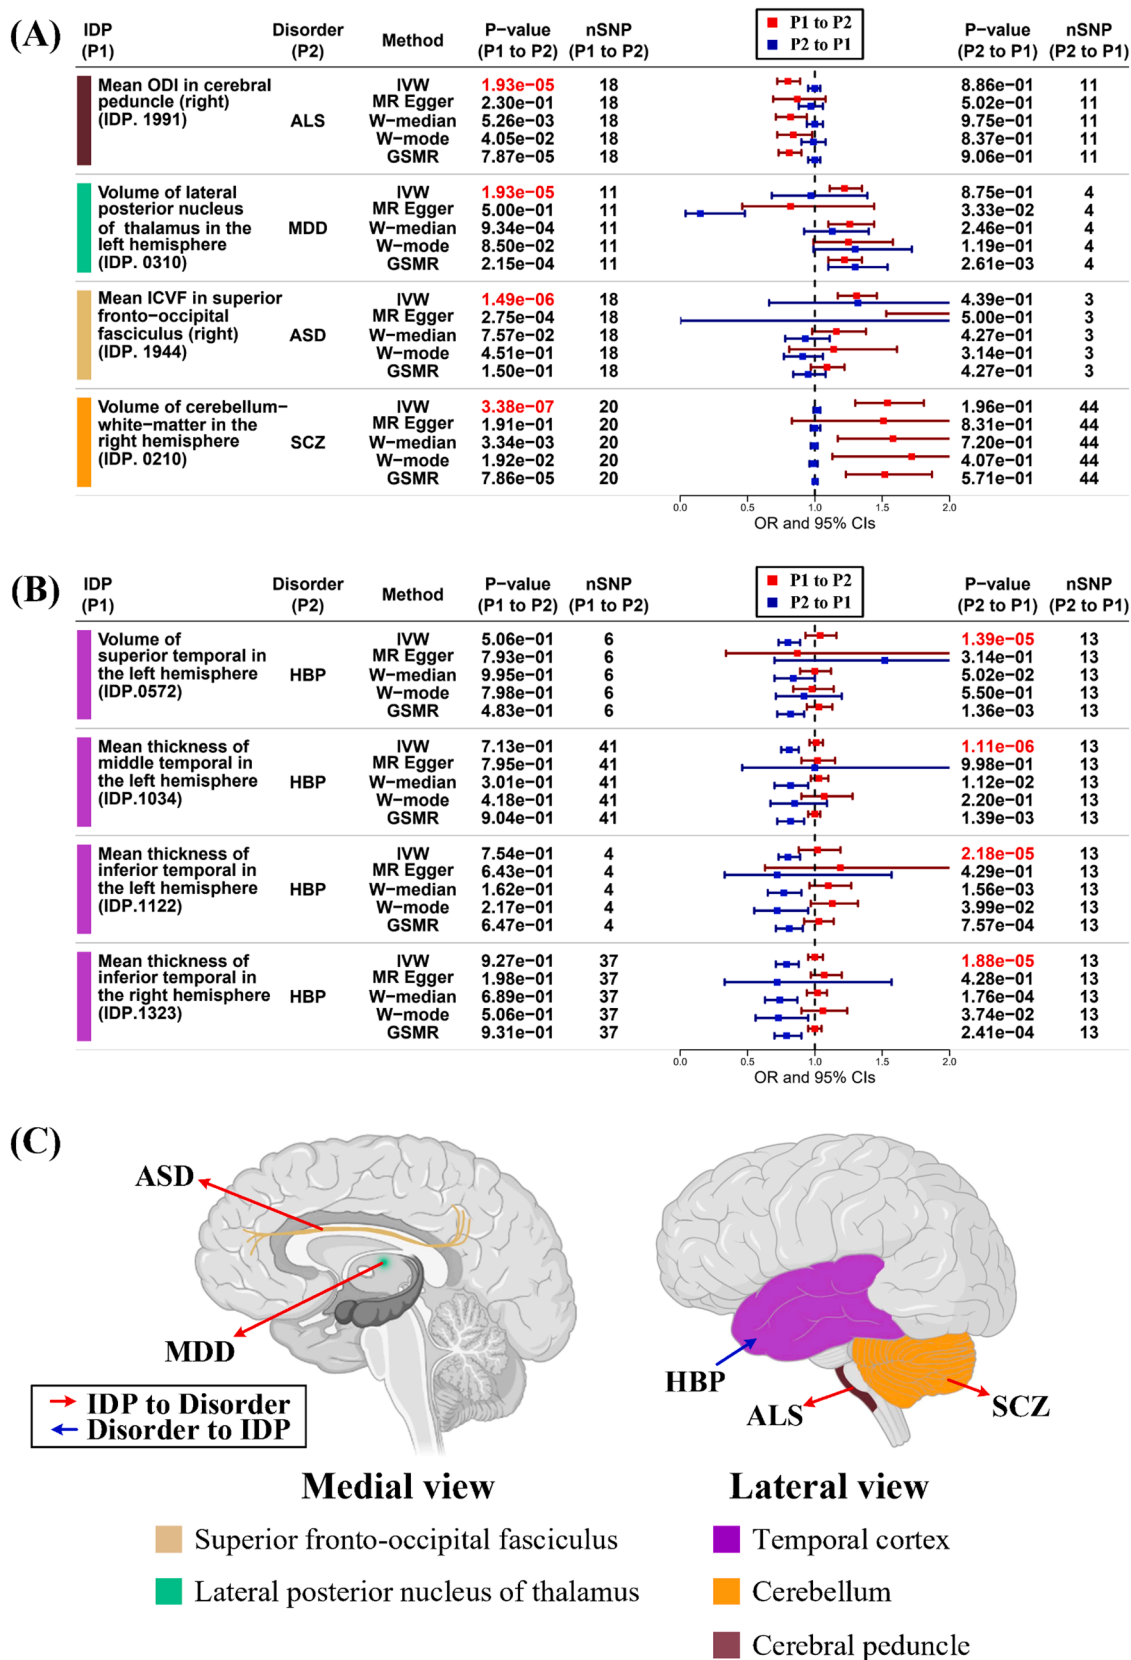 (A)
IDP (P1) Disorder (P2) Method P−value (P1 to P2) nSNP (P1 to P2) P1 to P2 P2 to P1 P−value (P2 to P1) nSNP (P2 to P1)
Mean ODI in cerebral peduncle (right) (IDP. 1991) ALS
IVW 1.93e−05 18 8.86e−01 11
MR Egger 2.30e−01 18 5.02e−01 11
W−median 5.26e−03 18 9.75e−01 11
W−mode 4.05e−02 18 8.37e−01 11
GSMR 7.87e−05 18 9.06e−01 11
Volume of lateral posterior nucleus of thalamus in the left hemisphere (IDP. 0310) MDD
IVW 1.93e−05 11 8.75e−01 4
MR Egger 5.00e−01 11 3.33e−02 4
W−median 9.34e−04 11 2.46e−01 4
W−mode 8.50e−02 11 1.19e−01 4
GSMR 2.15e−04 11 2.61e−03 4
Mean ICVF in superior fronto−occipital fasciculus (right) (IDP. 1944) ASD
IVW 1.49e−06 18 4.39e−01 3
MR Egger 2.75e−04 18 5.00e−01 3
W−median 7.57e−02 18 4.27e−01 3
W−mode 4.51e−01 18 3.14e−01 3
GSMR 1.50e−01 18 4.27e−01 3
Volume of cerebellum−white−matter in the right hemisphere (IDP. 0210) SCZ
IVW 3.38e−07 20 1.96e−01 44
MR Egger 1.91e−01 20 8.31e−01 44
W−median 3.34e−03 20 7.20e−01 44
W−mode 1.92e−02 20 4.07e−01 44
GSMR 7.86e−05 20 5.71e−01 44
0.0 0.5 1.0 1.5 2.0
OR and 95% CIs
(B)
IDP (P1) Disorder (P2) Method P−value (P1 to P2) nSNP (P1 to P2) P1 to P2 P2 to P1 P−value (P2 to P1) nSNP (P2 to P1)
Volume of superior temporal in the left hemisphere (IDP.0572) HBP
IVW 5.06e−01 6 1.39e−05 13
MR Egger 7.93e−01 6 3.14e−01 13
W−median 9.95e−01 6 5.02e−02 13
W−mode 7.98e−01 6 5.50e−01 13
GSMR 4.83e−01 6 1.36e−03 13
Mean thickness of middle temporal in the left hemisphere (IDP.1034) HBP
IVW 7.13e−01 41 1.11e−06 13
MR Egger 7.95e−01 41 9.98e−01 13
W−median 3.01e−01 41 1.12e−02 13
W−mode 4.18e−01 41 2.20e−01 13
GSMR 9.04e−01 41 1.39e−03 13
Mean thickness of inferior temporal in the left hemisphere (IDP.1122) HBP
IVW 7.54e−01 4 2.18e−05 13
MR Egger 6.43e−01 4 4.29e−01 13
W−median 1.62e−01 4 1.56e−03 13
W−mode 2.17e−01 4 3.99e−02 13
GSMR 6.47e−01 4 7.57e−04 13
Mean thickness of inferior temporal in the right hemisphere (IDP.1323) HBP
IVW 9.27e−01 37 1.88e−05 13
MR Egger 1.98e−01 37 4.28e−01 13
W−median 6.89e−01 37 1.76e−04 13
W−mode 5.06e−01 37 3.74e−02 13
GSMR 9.31e−01 37 2.41e−04 13
0.0 0.5 1.0 1.5 2.0
OR and 95% CIs
(C)
ASD
MDD
IDP to Disorder
Disorder to IDP
HBP
ALS
SCZ
Medial view
Superior fronto-occipital fasciculus
Lateral posterior nucleus of thalamus
Lateral view
Temporal cortex
Cerebellum
Cerebral peduncle